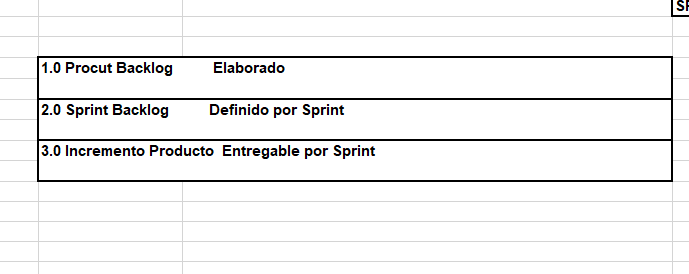 1.0 Procut Backlog Elaborado
2.0 Sprint Backlog Definido por Sprint
3.0 Incremento Producto Entregable por Sprint